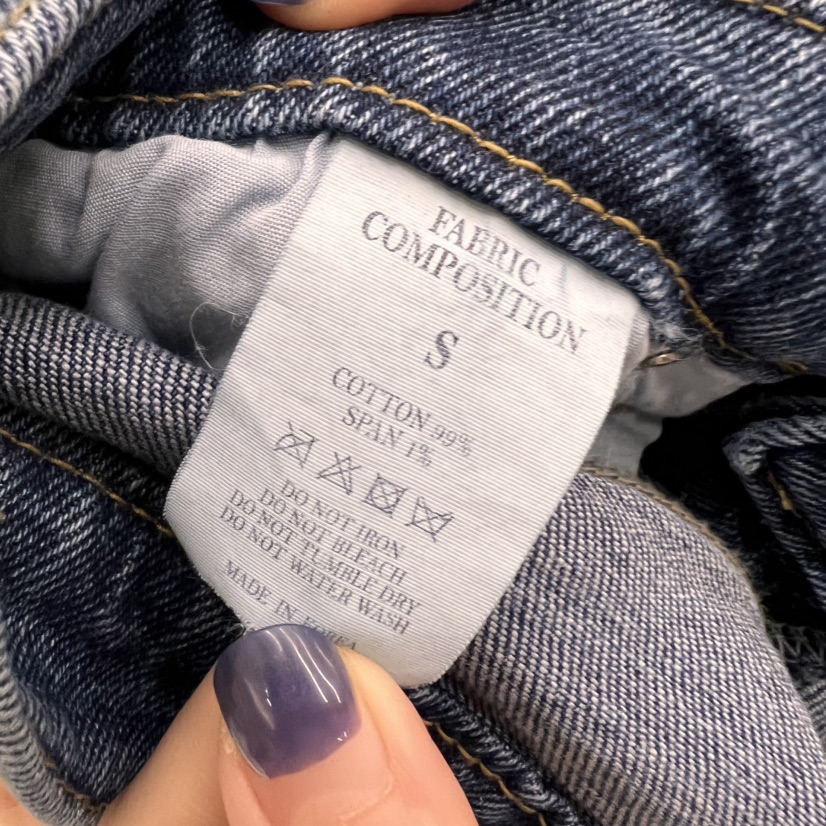 FABRIC
COMPOSITION
S
COTTON 99%
SPAN 1%
DO NOT IRON
DO NOT BLEACH
DO NOT TUMBLE DRY
DO NOT WATER WASH
MADE IN KOREA